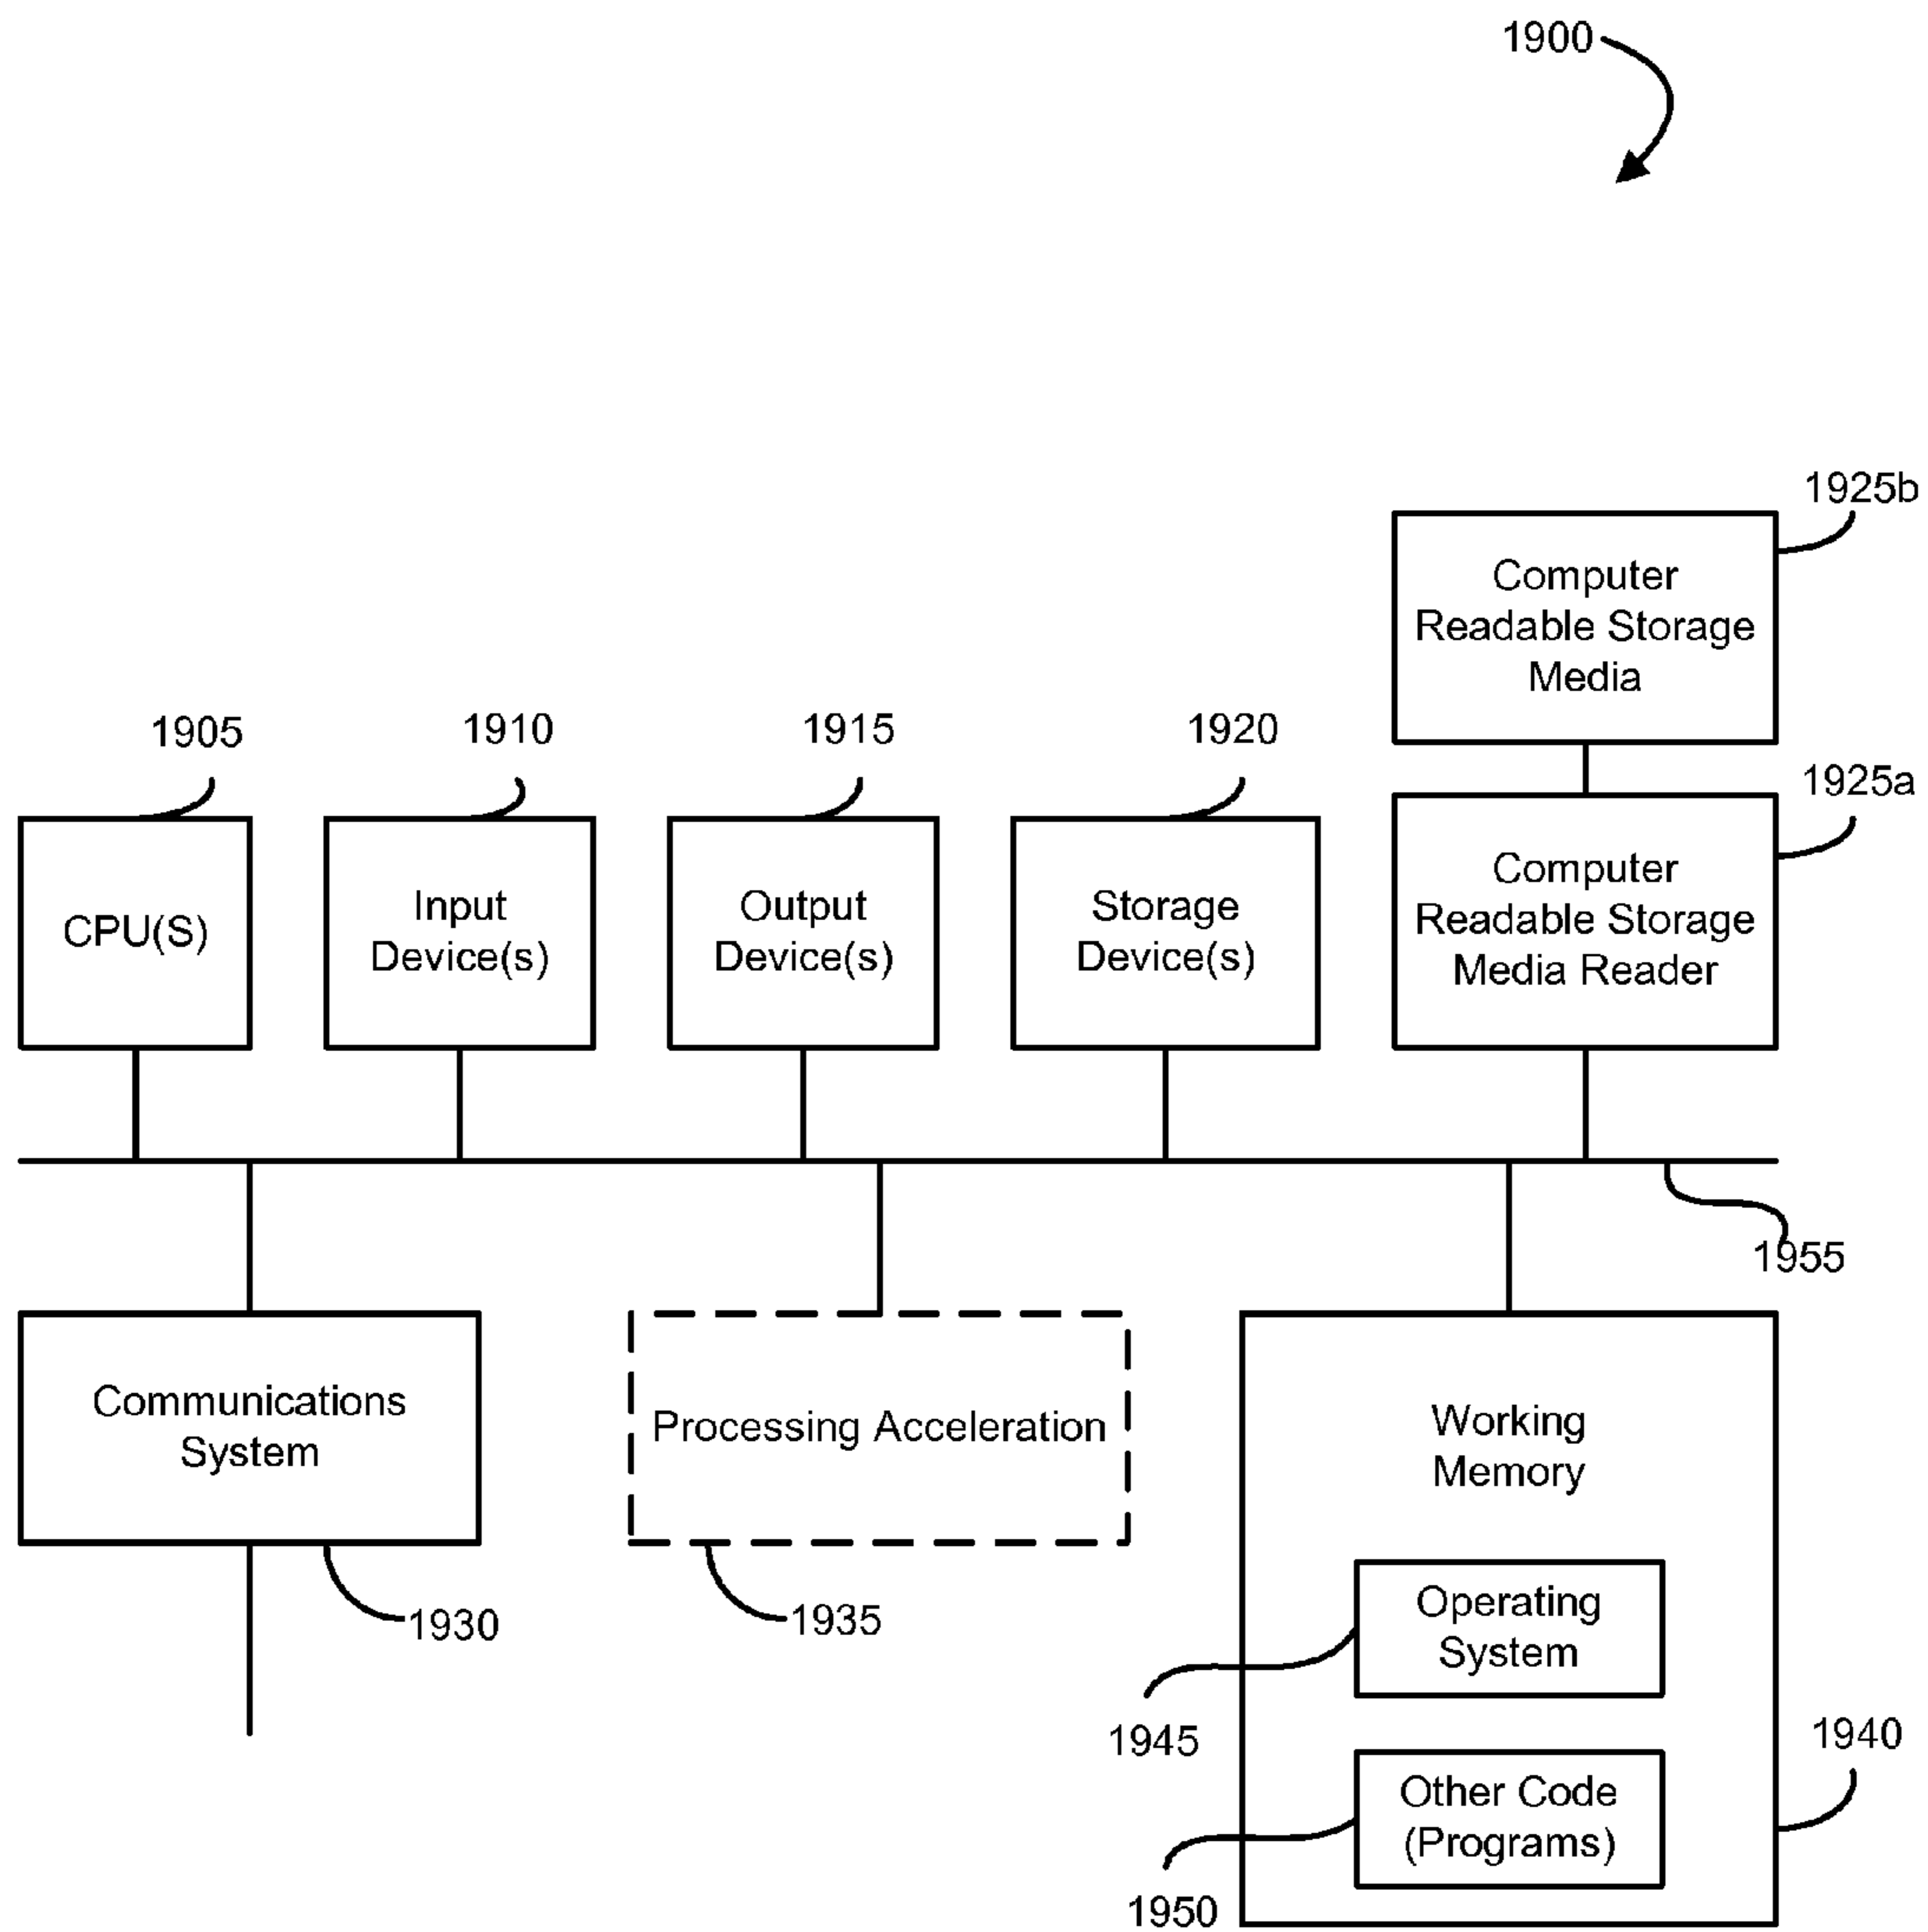 1900
1925b
Computer
Readable Storage
Media
1905
1910
1915
1920
1925a
CPU(S)
Input
Device(s)
Output
Device(s)
Storage
Device(s)
Computer
Readable Storage
Media Reader
1955
Communications
System
Processing Acceleration
Working
Memory
1930
1935
Operating
System
1945
1940
Other Code
(Programs)
1950